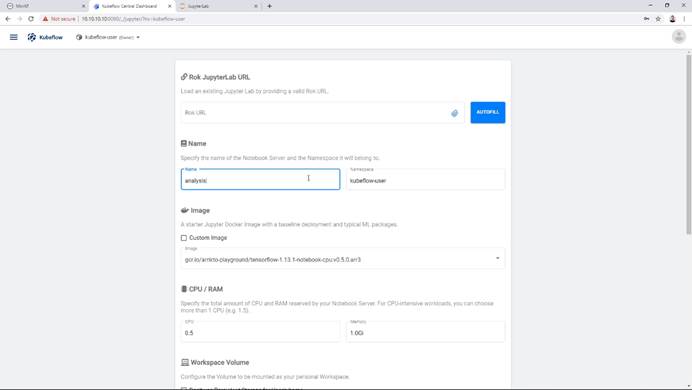 MiniKF
Kubeflow Central Dashboard
JupyterLab
Not secure | 10.10.10.10:8080/_/jupyter/?ns=kubeflow-user
Kubeflow
kubeflow-user (Owner)
Rok JupyterLab URL
Load an existing Jupyter Lab by providing a valid Rok URL.
Rok URL
AUTOFILL
Name
Specify the name of the Notebook Server and the Namespace it will belong to.
Name
Namespace
analysis
kubeflow-user
Image
A starter Jupyter Docker Image with a baseline deployment and typical ML packages.
Custom Image
Image
gcr.io/arrikto-playground/tensorflow-1.13.1-notebook-cpu:v0.5.0.arr3
CPU / RAM
Specify the total amount of CPU and RAM reserved by your Notebook Server. For CPU-intensive workloads, you can choose
more than 1 CPU (e.g. 1.5).
CPU
Memory
0.5
1.0Gi
Workspace Volume
Configure the Volume to be mounted as your personal Workspace.